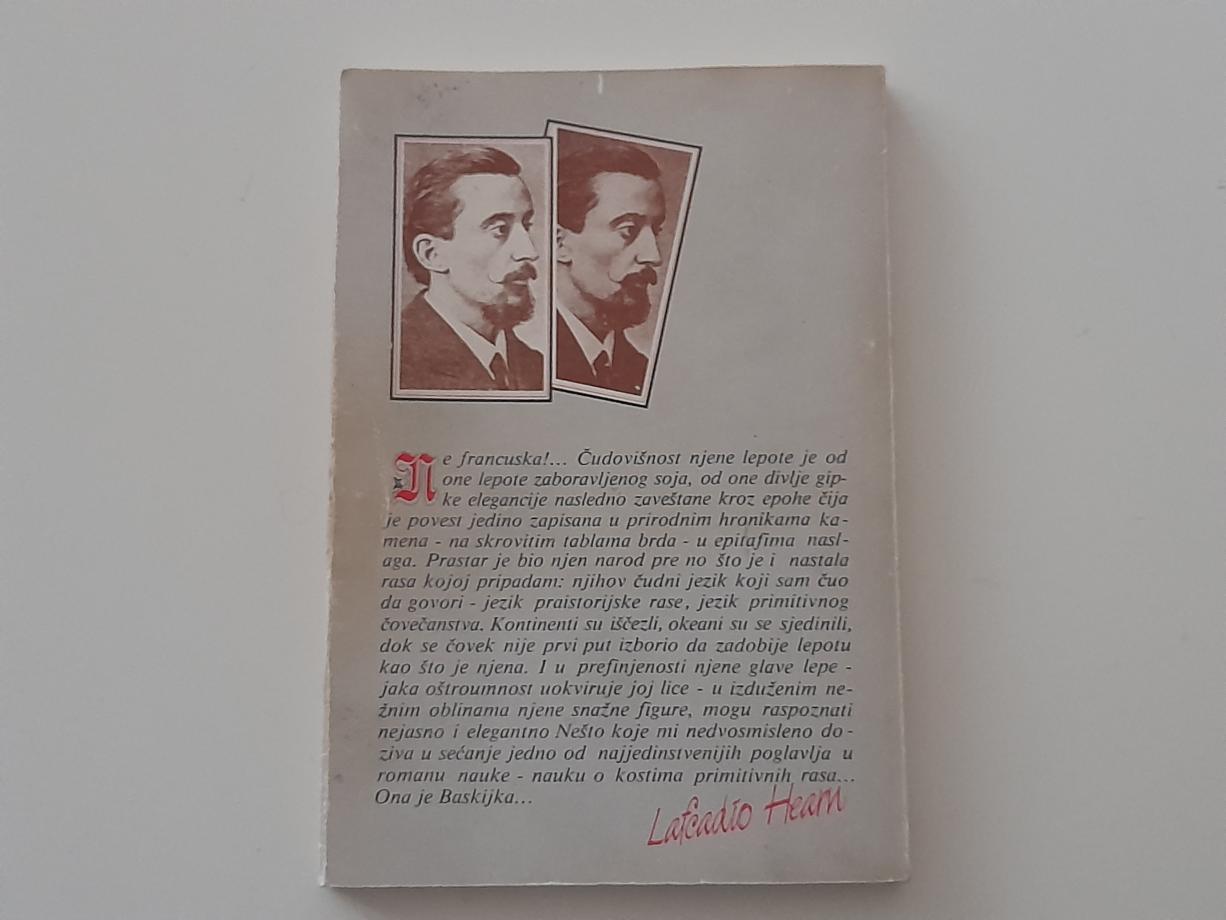 Ne francuska!... Čudovišnost njene lepote je od
one lepote zaboravljenog soja, od one divlje gip-
ke elegancije nasledno zaveštane kroz epohe čija
je povest jedino zapisana u prirodnim hronikama ka-
mena - na skrovitim tablama brda - u epitafima nasl-
aga. Prastar je bio njen narod pre no što je i nastala
rasa kojoj pripadam: njihov čudni jezik koji sam čuo
da govori - jezik praistorijske rase, jezik primitivnog
čovečanstva. Kontinenti su iščezli, okeani su se sjedinili,
dok se čovek nije prvi put izborio da zadobije lepotu
kao što je njena. I u prefinjenosti njene glave lepe -
jaka oštroumnost uokviruje joj lice - u izduženim ne-
žnim oblinama njene snažne figure, mogu raspoznati
nejasno i elegantno Nešto koje mi nedvosmisleno do-
ziva u sećanje jedno od najjedinstvenijih poglavlja u
romanu nauke - nauku o kostima primitivnih rasa...
Ona je Baskijka...
Lafcadio Hearn